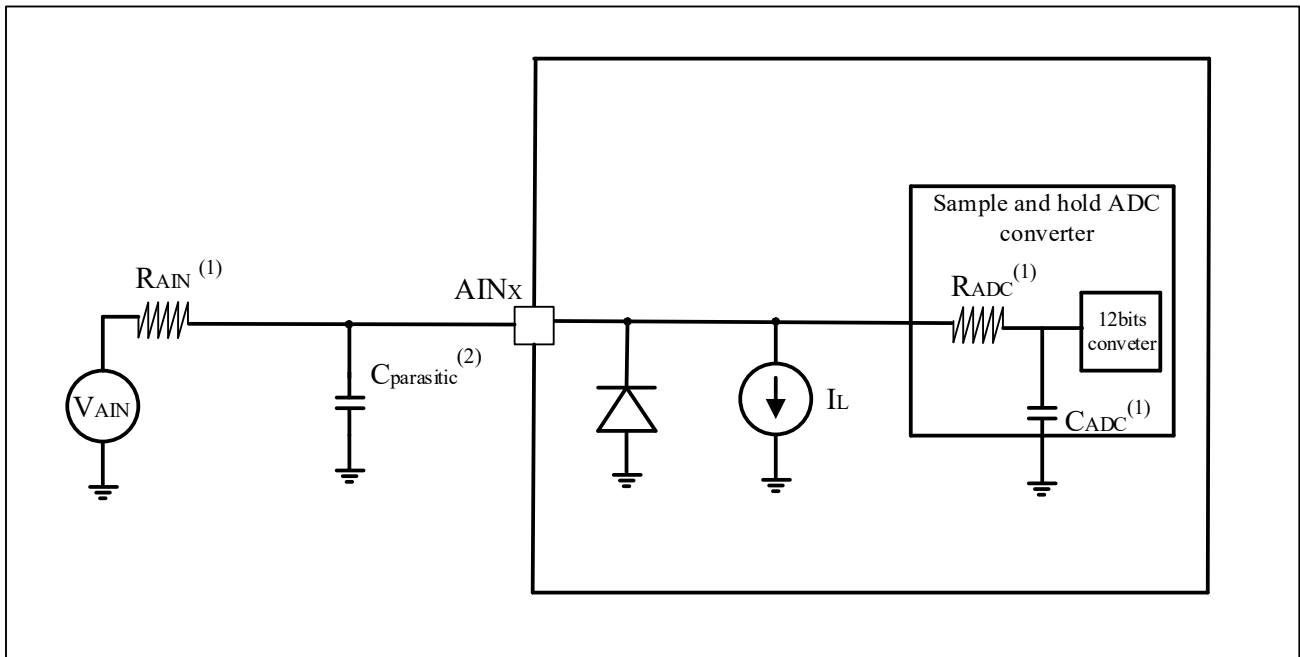 Sample and hold ADC
converter
RAIN (1)
AINx
RADC(1)
12bits
conveter
Cparasitic(2)
VAIN
IL
CADC(1)